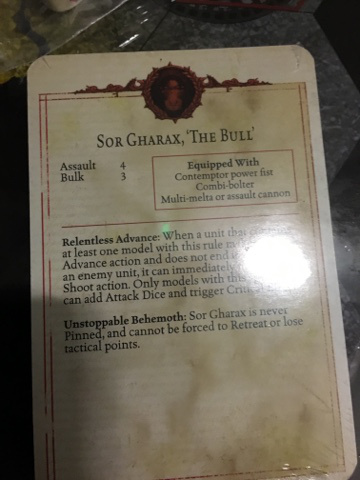 SOR GHARAX, 'THE BULL'
Assault 4
Bulk 3
Equipped With
Contemptor power fist
Combi-bolter
Multi-melta or assault cannon
Relentless Advance: When a unit that
at least one model with this rule
Advance action and does not end
an enemy unit, it can immediately
Shoot action. Only models with this
can add Attack Dice and trigger
Unstoppable Behemoth: Sor Gharax is never
Pinned, and cannot be forced to Retreat or lose
tactical points.